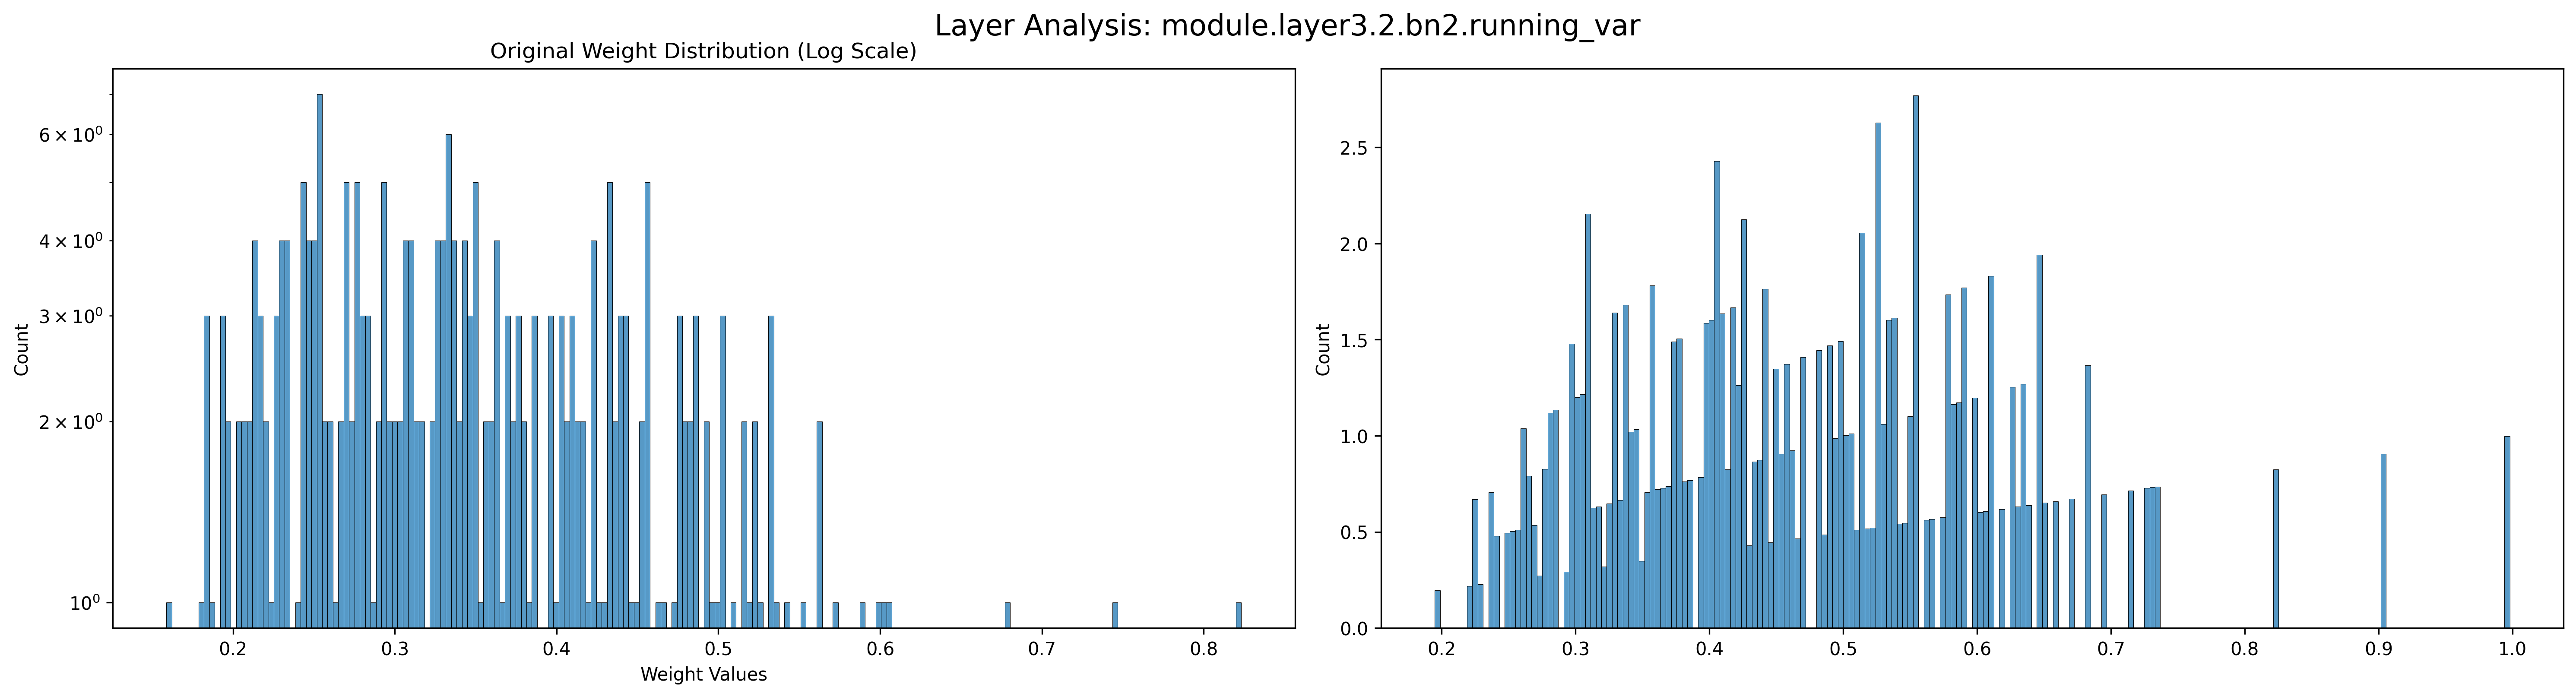 Layer Analysis: module.layer3.2.bn2.running_var
Original Weight Distribution (Log Scale)
Count
6 × 10⁰
4 × 10⁰
3 × 10⁰
2 × 10⁰
10⁰
0.2 0.3 0.4 0.5 0.6 0.7 0.8
Weight Values
Count
2.5
2.0
1.5
1.0
0.5
0.0
0.2 0.3 0.4 0.5 0.6 0.7 0.8 0.9 1.0